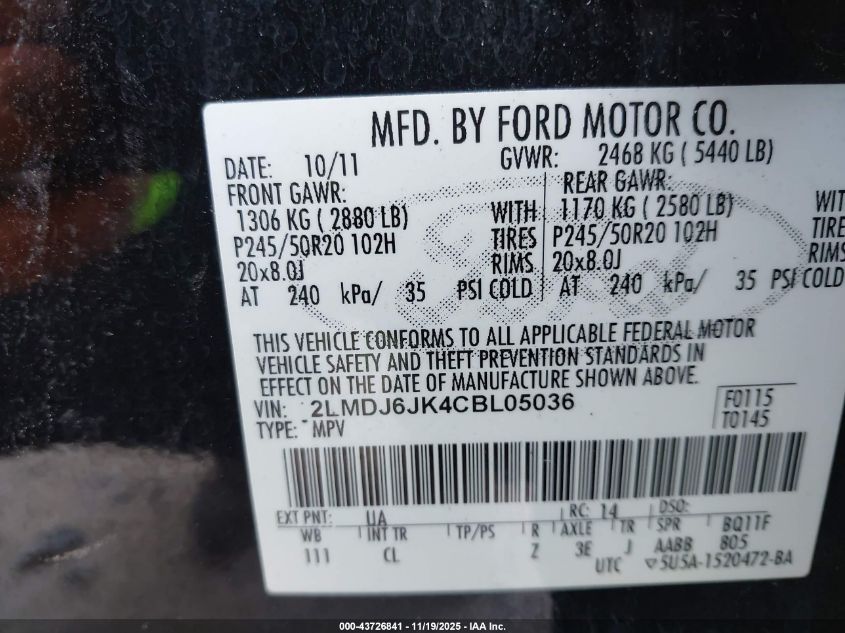 MFD. BY FORD MOTOR CO.
DATE: 10/11 GVWR: 2468 KG ( 5440 LB)
FRONT GAWR: REAR GAWR:
1306 KG ( 2880 LB) WITH 1170 KG ( 2580 LB) WIT
P245/50R20 102H TIRES P245/50R20 102H TIRE
20x8.0J RIMS 20x8.0J RIMS
AT 240 kPa/ 35 PSI COLD AT 240 kPa/ 35 PSI COLD
THIS VEHICLE CONFORMS TO ALL APPLICABLE FEDERAL MOTOR
VEHICLE SAFETY AND THEFT PREVENTION STANDARDS IN
EFFECT ON THE DATE OF MANUFACTURE SHOWN ABOVE.
VIN: 2LMDJ6JK4CBL05036 F0115
TYPE: MPV T0145
EXT PNT: UA RC: 14 DSO:
WB INT TR TP/PS R AXLE TR SPR BQ11F
111 CL Z 3E J AABB 805
UTC ▽5U5A-1520472-BA
000-43726841 - 11/19/2025 - IAA Inc.